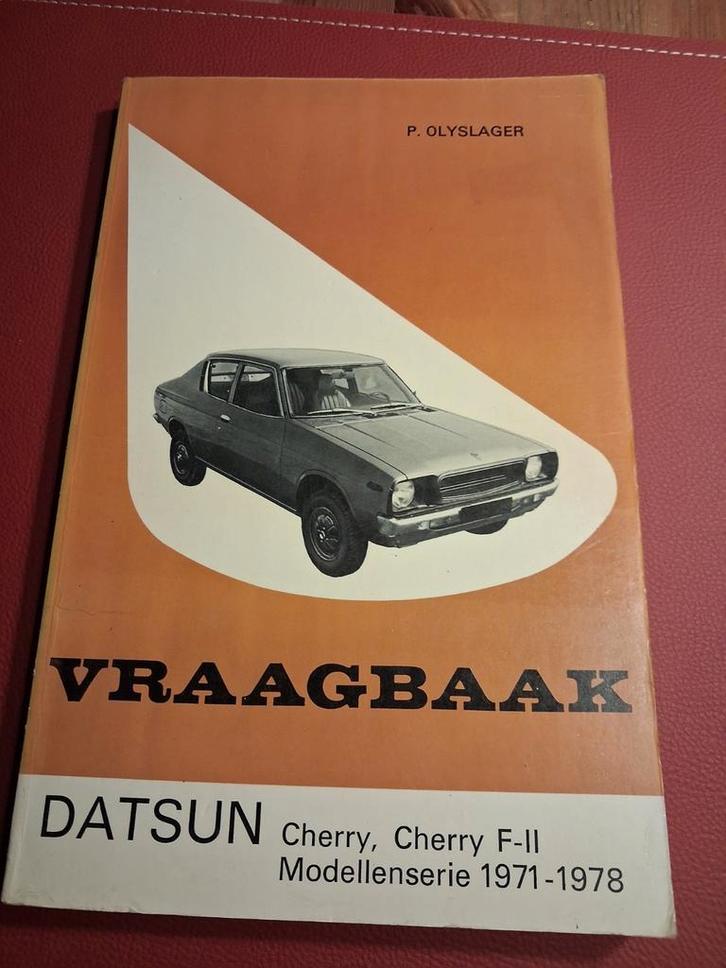 P. OLYSLAGER
VRAAGBAAK
DATSUN Cherry, Cherry F-II
Modellenserie 1971-1978